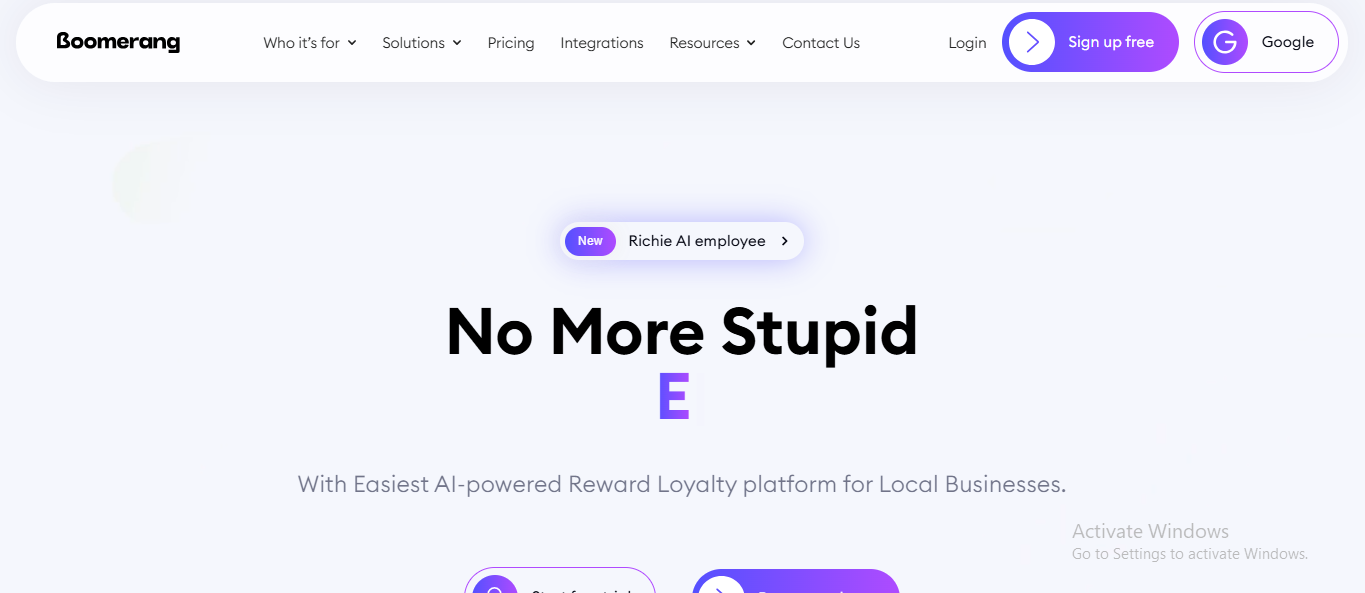 Boomerang
Who it's for
Solutions
Pricing
Integrations
Resources
Contact Us
Login
Sign up free
Google
New
Richie AI employee
No More Stupid
E
With Easiest AI-powered Reward Loyalty platform for Local Businesses.
Activate Windows
Go to Settings to activate Windows.